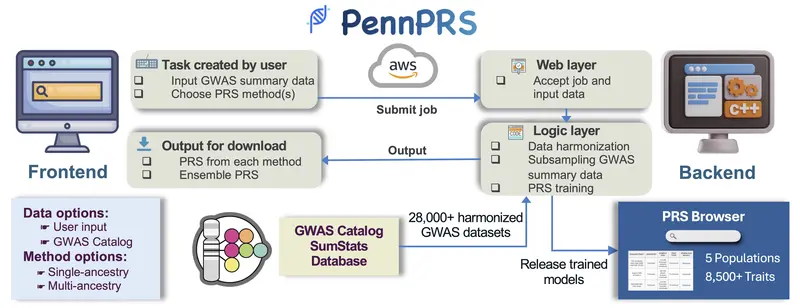 PennPRS
Task created by user
Input GWAS summary data
Choose PRS method(s)
aws
Submit job
Web layer
Accept job and
input data
C++
Frontend
Output for download
PRS from each method
Ensemble PRS
Output
Logic layer
Data harmonization
Subsampling GWAS
summary data
PRS training
CODE
Backend
Data options:
User input
GWAS Catalog
Method options:
Single-ancestry
Multi-ancestry
GWAS Catalog
SumStats
Database
28,000+ harmonized
GWAS datasets
Release trained
models
PRS Browser
5 Populations
8,500+ Traits